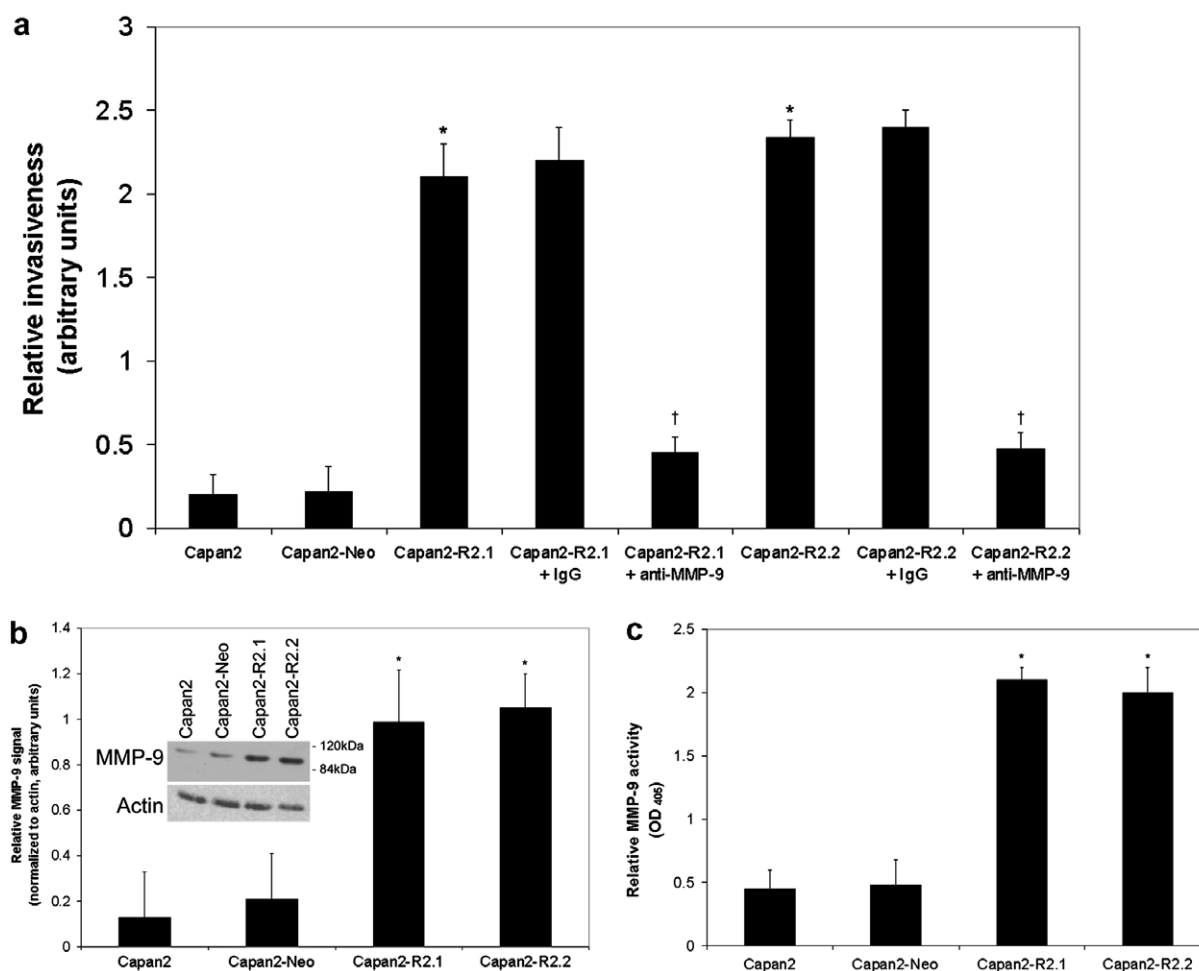 a
Relative invasiveness
(arbitrary units)
3
2.5
2
1.5
1
0.5
0
*
*
†
†
Capan2
Capan2-Neo
Capan2-R2.1
Capan2-R2.1
+ IgG
Capan2-R2.1
+ anti-MMP-9
Capan2-R2.2
Capan2-R2.2
+ IgG
Capan2-R2.2
+ anti-MMP-9
b
Relative MMP-9 signal
(normalized to actin, arbitrary units)
1.4
1.2
1
0.8
0.6
0.4
0.2
0
Capan2
Capan2-Neo
Capan2-R2.1
Capan2-R2.2
MMP-9
- 120kDa
- 84kDa
Actin
*
*
Capan2
Capan2-Neo
Capan2-R2.1
Capan2-R2.2
c
Relative MMP-9 activity
(OD 405)
2.5
2
1.5
1
0.5
0
*
*
Capan2
Capan2-Neo
Capan2-R2.1
Capan2-R2.2